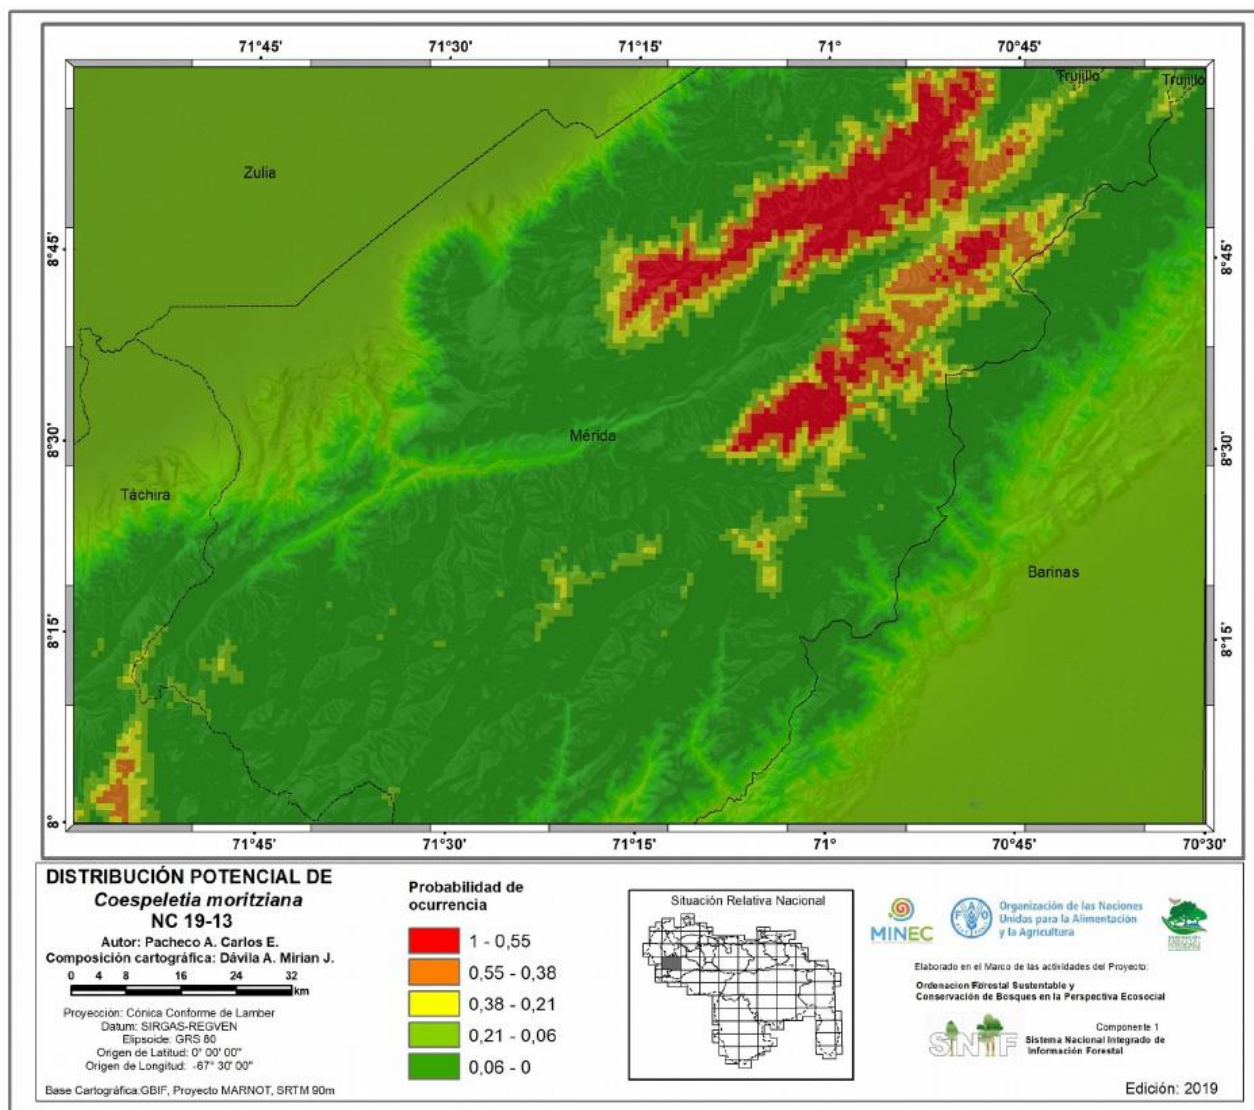 71°45' 71°30' 71°15' 71° 70°45'
Trujillo Trujillo
Zulia
8°45' 8°45'
8°30' 8°30'
Mérida
Táchira
Barinas
8°15' 8°15'
8°
71°45' 71°30' 71°15' 71° 70°45' 70°30'
DISTRIBUCIÓN POTENCIAL DE
Coespeletia moritziana
NC 19-13
Autor: Pacheco A. Carlos E.
Composición cartográfica: Dávila A. Mirian J.
0 4 8 16 24 32
km
Proyección: Cónica Conforme de Lamber
Datum: SIRGAS-REGVEN
Elipsoide: GRS 80
Origen de Latitud: 0° 00' 00"
Origen de Longitud: -67° 30' 00"
Base Cartográfica:GBIF, Proyecto MARNOT, SRTM 90m
Probabilidad de
ocurrencia
1 - 0,55
0,55 - 0,38
0,38 - 0,21
0,21 - 0,06
0,06 - 0
Situación Relativa Nacional
MINEC
FAO
Organización de las Naciones
Unidas para la Alimentación
y la Agricultura
Elaborado en el Marco de las actividades del Proyecto:
Ordenacion Forestal Sustentable y
Conservación de Bosques en la Perspectiva Ecosocial
SINIF
Componente 1
Sistema Nacional Integrado de
Información Forestal
Edición: 2019